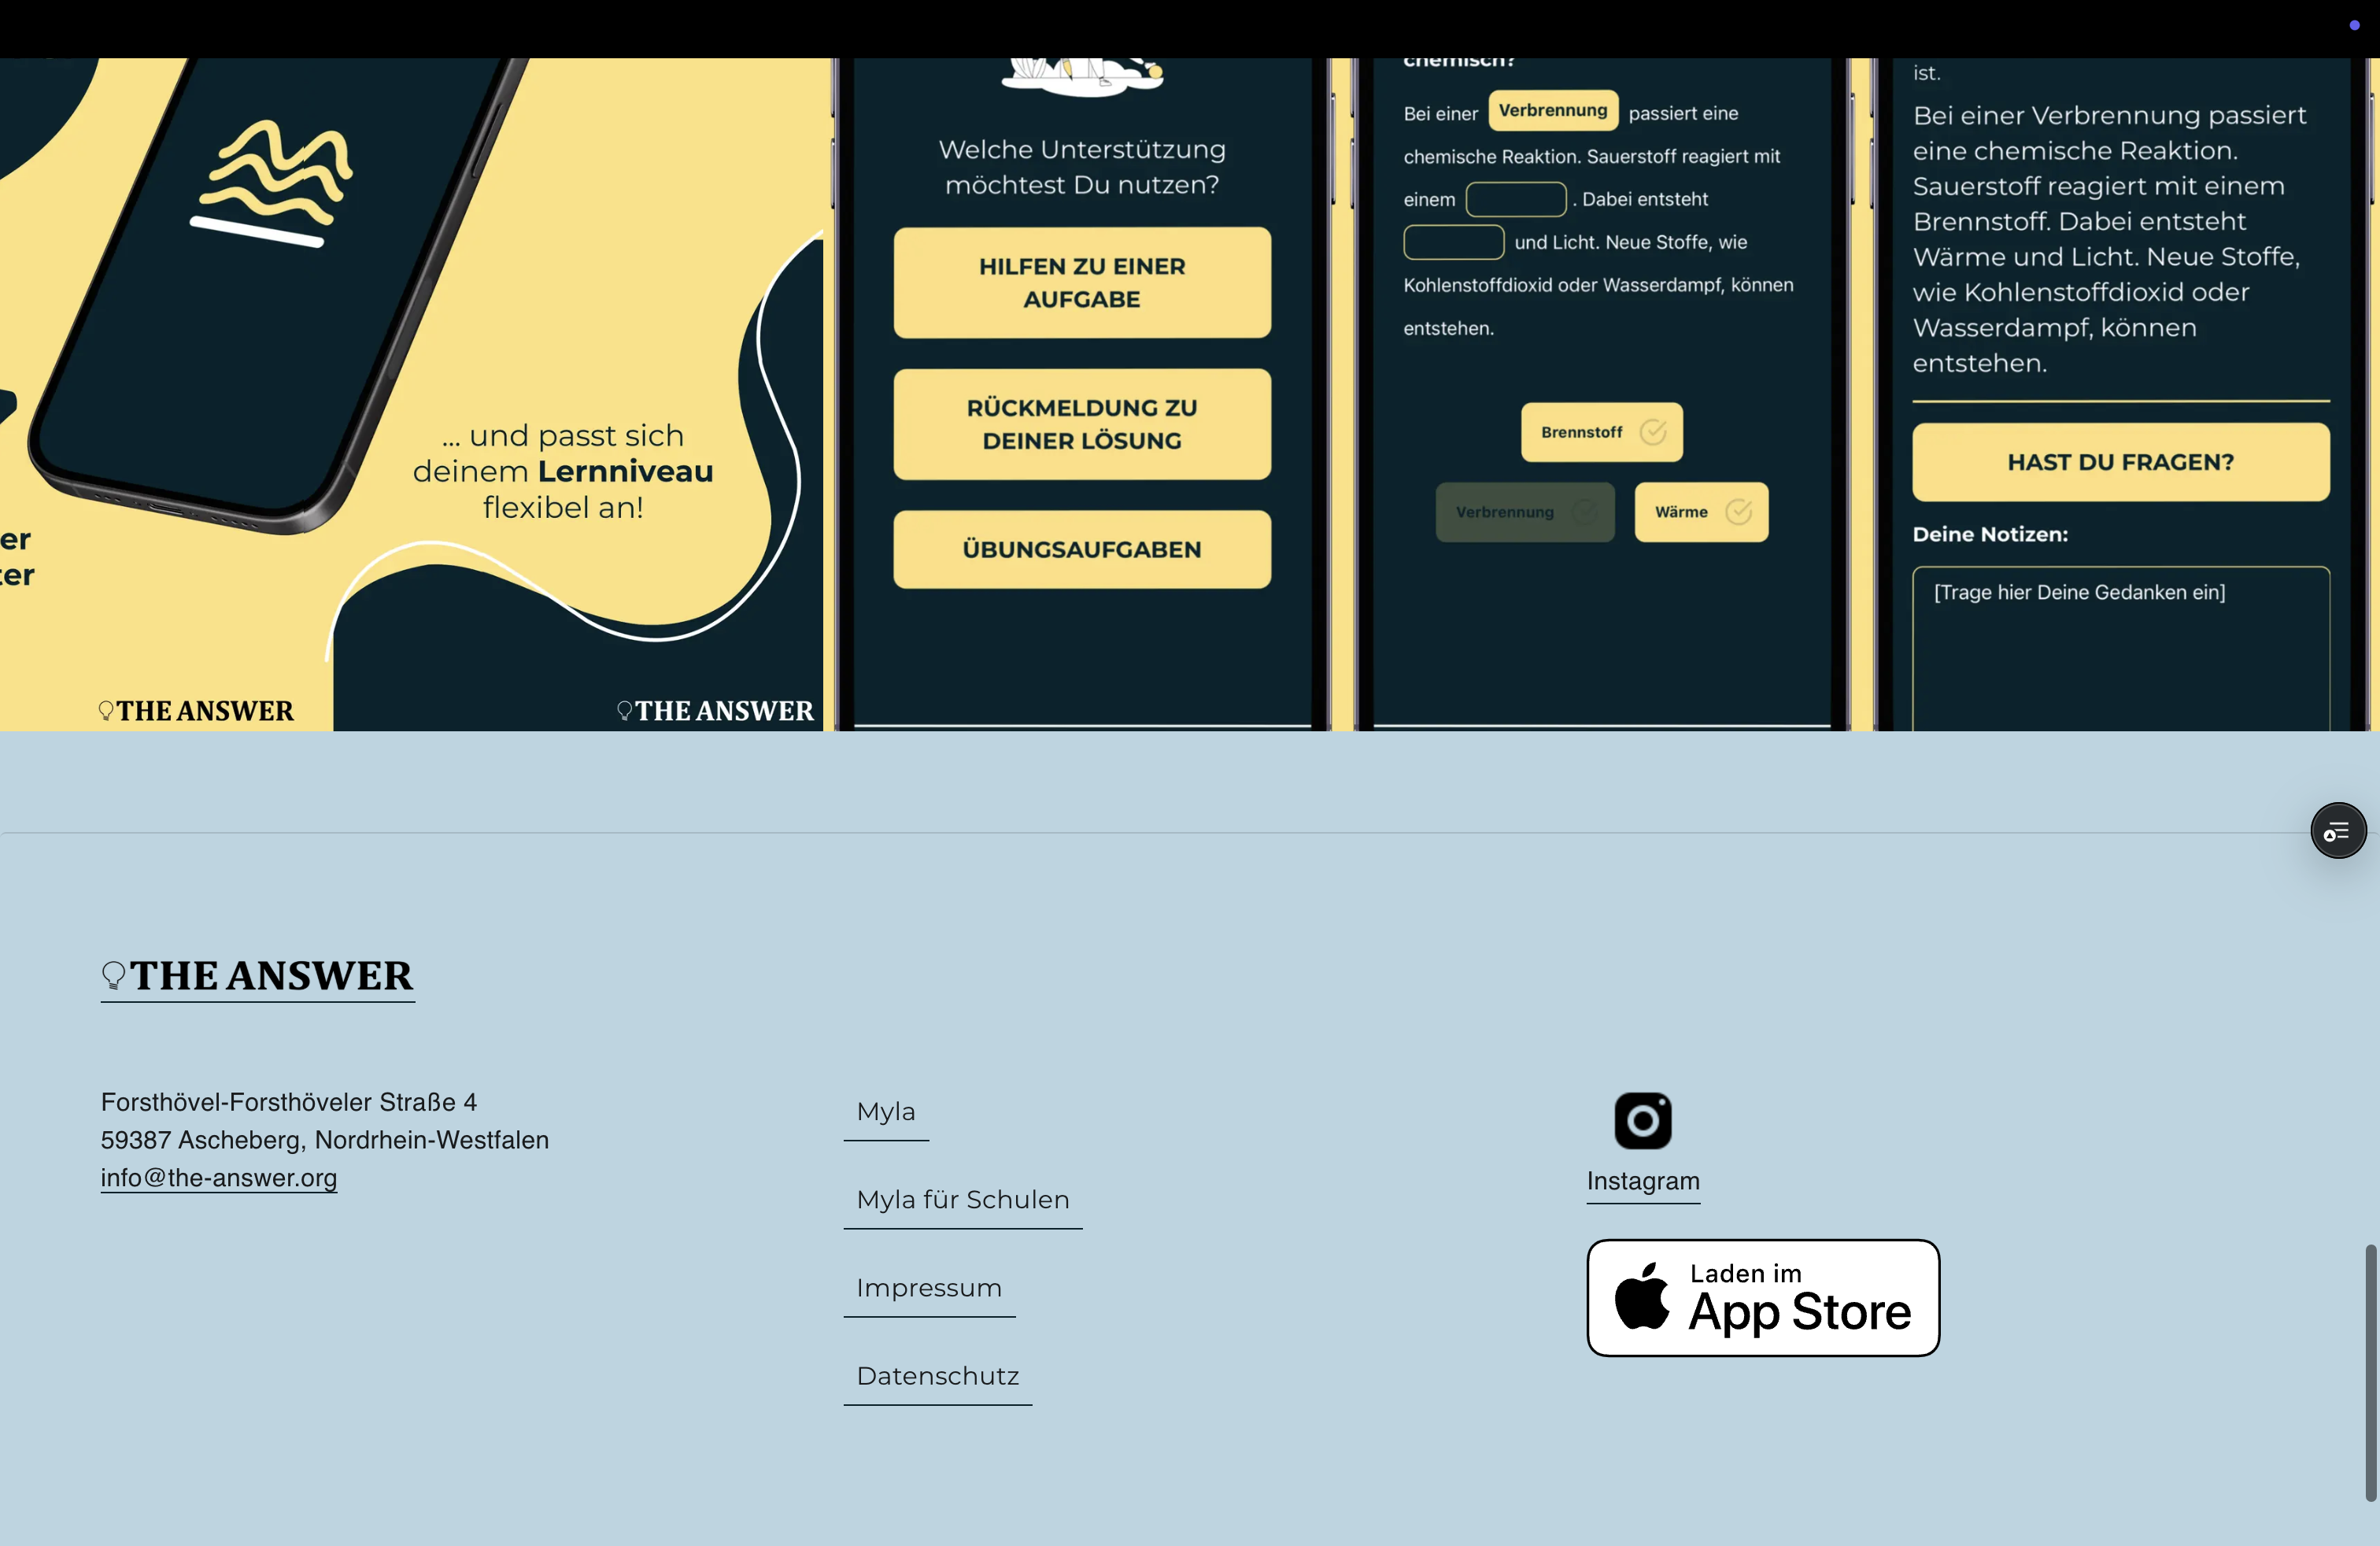 er
ter
... und passt sich
deinem Lernniveau
flexibel an!
THE ANSWER
THE ANSWER
Welche Unterstützung
möchtest Du nutzen?
HILFEN ZU EINER
AUFGABE
RÜCKMELDUNG ZU
DEINER LÖSUNG
ÜBUNGSAUFGABEN
chemisch?
Bei einer Verbrennung passiert eine
chemische Reaktion. Sauerstoff reagiert mit
einem . Dabei entsteht
und Licht. Neue Stoffe, wie
Kohlenstoffdioxid oder Wasserdampf, können
entstehen.
Brennstoff
Verbrennung Wärme
ist.
Bei einer Verbrennung passiert
eine chemische Reaktion.
Sauerstoff reagiert mit einem
Brennstoff. Dabei entsteht
Wärme und Licht. Neue Stoffe,
wie Kohlenstoffdioxid oder
Wasserdampf, können
entstehen.
HAST DU FRAGEN?
Deine Notizen:
[Trage hier Deine Gedanken ein]
THE ANSWER
Forsthövel-Forsthöveler Straße 4
59387 Ascheberg, Nordrhein-Westfalen
info@the-answer.org
Myla
Myla für Schulen
Impressum
Datenschutz
Instagram
Laden im
App Store